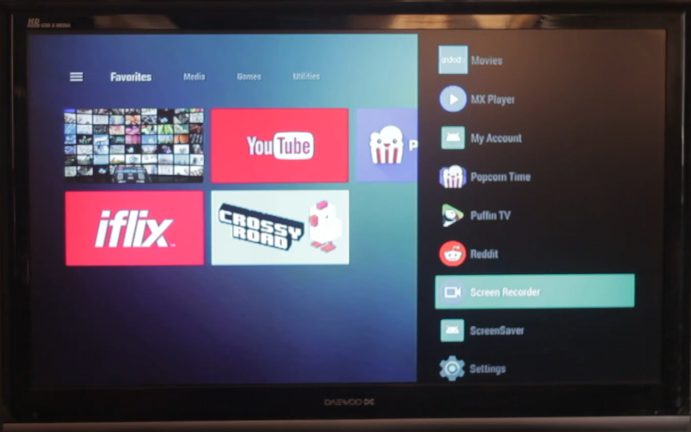 HD
Favorites
Media
Games
Utilities
YouTube
P
iflix
CROSSY
ROAD
Movies
MX Player
My Account
Popcorn Time
Puffin TV
Reddit
Screen Recorder
ScreenSaver
Settings
DAEWOO